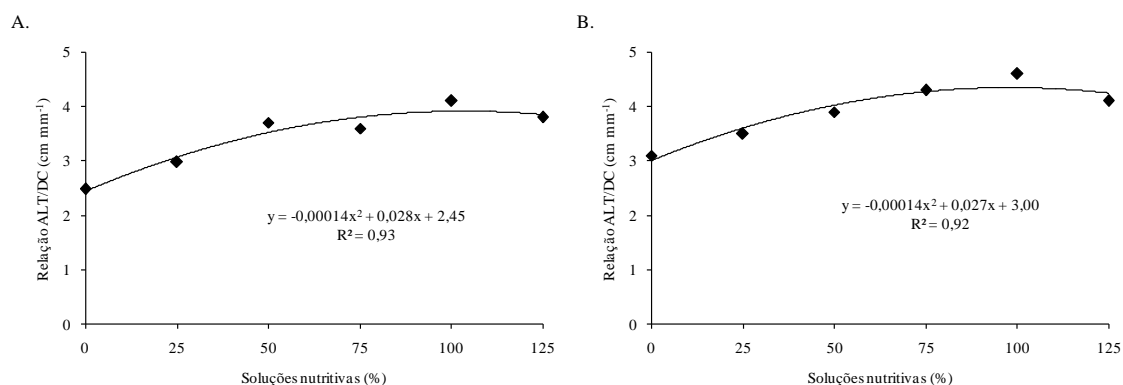 A.
Relação ALT/DC (cm mm⁻¹)
5
4
3
2
1
0
y = -0,00014x² + 0,028x + 2,45
R² = 0,93
0 25 50 75 100 125
Soluções nutritivas (%)
B.
Relação ALT/DC (cm mm⁻¹)
5
4
3
2
1
0
y = -0,00014x² + 0,027x + 3,00
R² = 0,92
0 25 50 75 100 125
Soluções nutritivas (%)